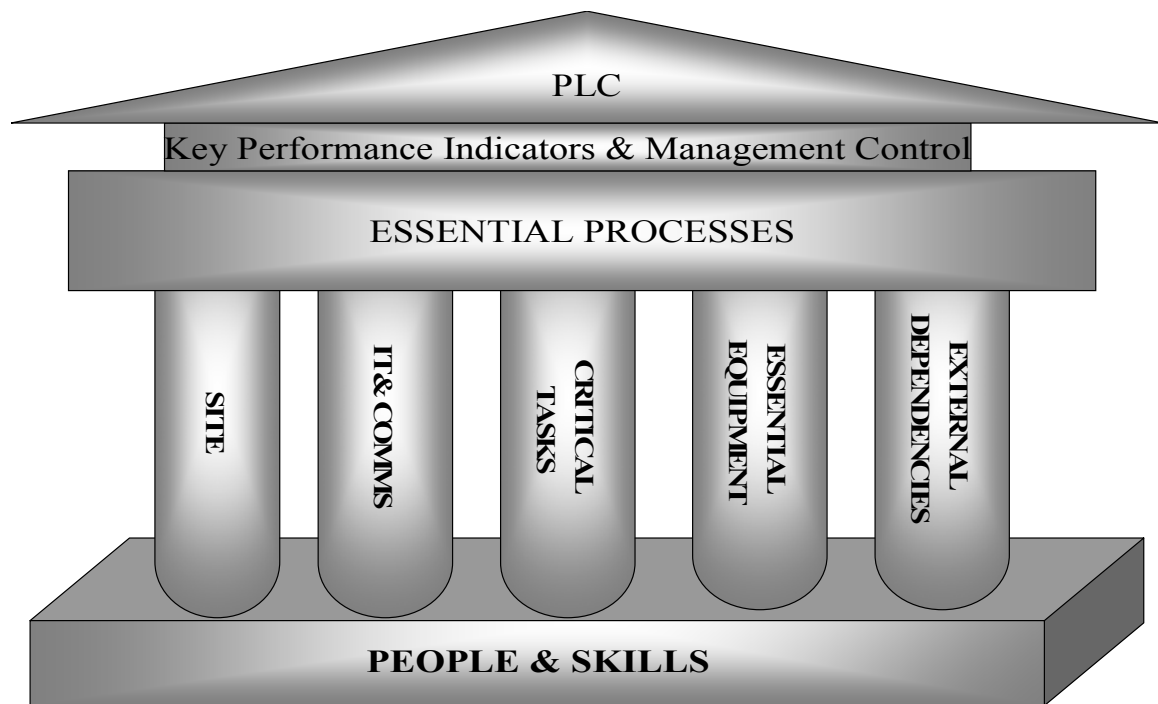 PLC
Key Performance Indicators & Management Control
ESSENTIAL PROCESSES
SITE
IT& COMMS
CRITICAL
TASKS
ESSENTIAL
EQUIPMENT
EXTERNAL
DEPENDENCIES
PEOPLE & SKILLS